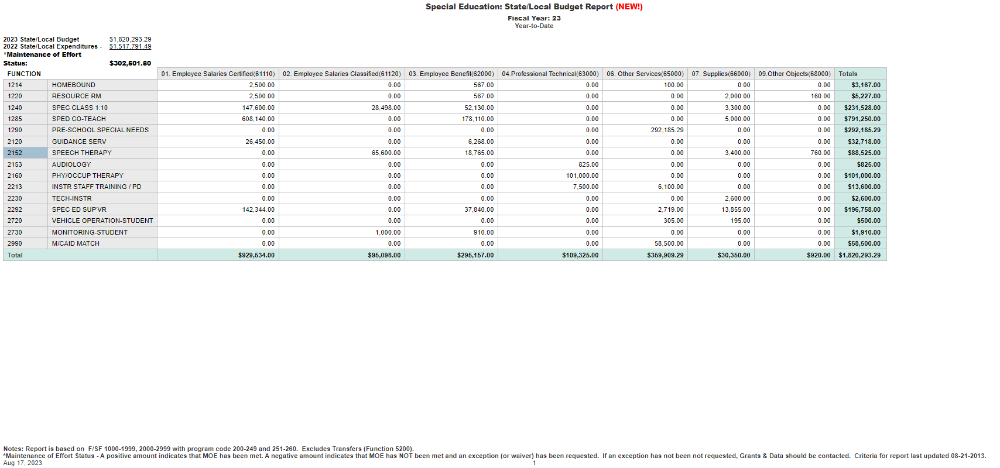 Special Education: State/Local Budget Report (NEW!)
Fiscal Year: 23
Year-to-Date
2023 State/Local Budget $1,820,293.29
2022 State/Local Expenditures - $1,517,791.49
*Maintenance of Effort
Status: $302,501.80
FUNCTION 01. Employee Salaries Certified(61110) 02. Employee Salaries Classified(61120) 03. Employee Benefit(62000) 04.Professional Technical(63000) 06. Other Services(65000) 07. Supplies(66000) 09.Other Objects(68000) Totals
1214 HOMEBOUND 2,500.00 0.00 567.00 0.00 100.00 0.00 0.00 $3,167.00
1220 RESOURCE RM 2,500.00 0.00 567.00 0.00 0.00 2,000.00 160.00 $5,227.00
1240 SPEC CLASS 1:10 147,600.00 28,498.00 52,130.00 0.00 0.00 3,300.00 0.00 $231,528.00
1285 SPED CO-TEACH 608,140.00 0.00 178,110.00 0.00 0.00 5,000.00 0.00 $791,250.00
1290 PRE-SCHOOL SPECIAL NEEDS 0.00 0.00 0.00 0.00 292,185.29 0.00 0.00 $292,185.29
2120 GUIDANCE SERV 26,450.00 0.00 6,268.00 0.00 0.00 0.00 0.00 $32,718.00
2152 SPEECH THERAPY 0.00 65,600.00 18,765.00 0.00 0.00 3,400.00 760.00 $88,525.00
2153 AUDIOLOGY 0.00 0.00 0.00 825.00 0.00 0.00 0.00 $825.00
2160 PHY/OCCUP THERAPY 0.00 0.00 0.00 101,000.00 0.00 0.00 0.00 $101,000.00
2213 INSTR STAFF TRAINING / PD 0.00 0.00 0.00 7,500.00 6,100.00 0.00 0.00 $13,600.00
2230 TECH-INSTR 0.00 0.00 0.00 0.00 0.00 2,600.00 0.00 $2,600.00
2292 SPEC ED SUP'VR 142,344.00 0.00 37,840.00 0.00 2,719.00 13,855.00 0.00 $196,758.00
2720 VEHICLE OPERATION-STUDENT 0.00 0.00 0.00 0.00 305.00 195.00 0.00 $500.00
2730 MONITORING-STUDENT 0.00 1,000.00 910.00 0.00 0.00 0.00 0.00 $1,910.00
2990 M/CAID MATCH 0.00 0.00 0.00 0.00 58,500.00 0.00 0.00 $58,500.00
Total $929,534.00 $95,098.00 $295,157.00 $109,325.00 $359,909.29 $30,350.00 $920.00 $1,820,293.29
Notes: Report is based on F/SF 1000-1999, 2000-2999 with program code 200-249 and 251-260. Excludes Transfers (Function 5200).
*Maintenance of Effort Status - A positive amount indicates that MOE has been met. A negative amount indicates that MOE has NOT been met and an exception (or waiver) has been requested. If an exception has not been not requested, Grants & Data should be contacted. Criteria for report last updated 08-21-2013.
Aug 17, 2023 1